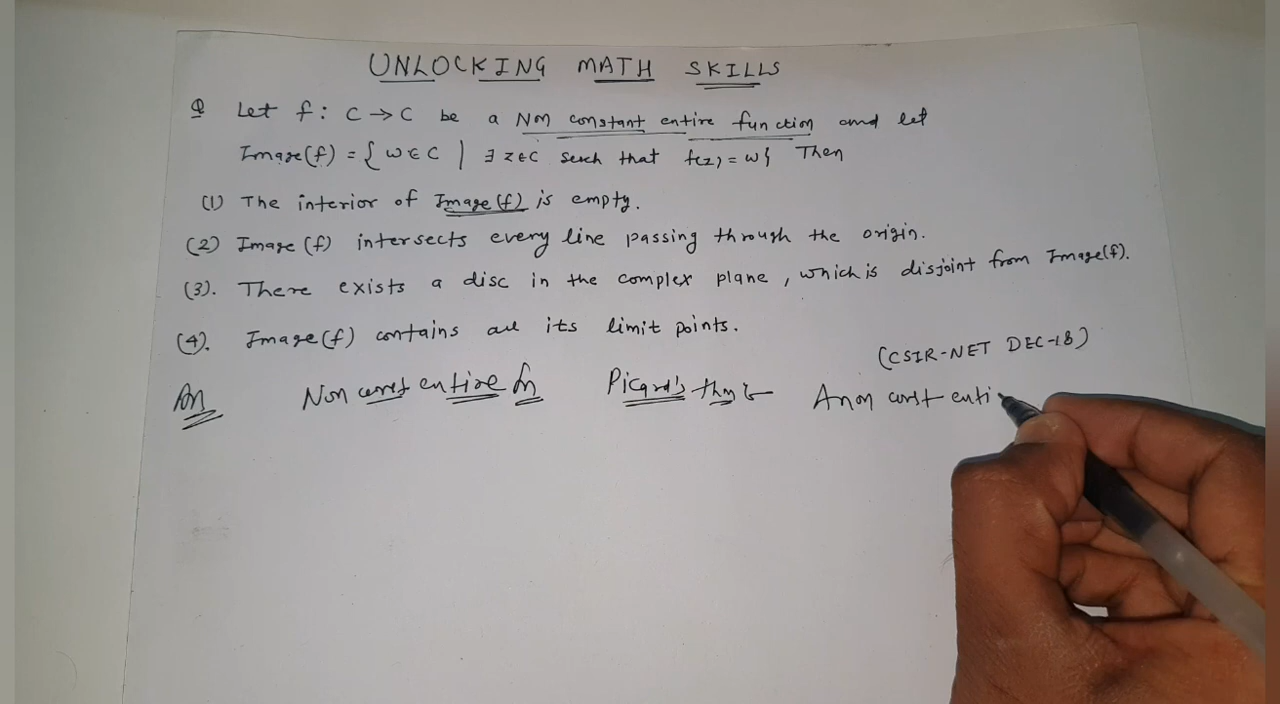 UNLOCKING MATH SKILLS
Q Let f: C → C be a Non constant entire function and let
Image(f) = { w ∈ C | ∃ z ∈ C such that f(z) = w} Then
(1) The interior of Image(f) is empty.
(2) Image (f) intersects every line passing through the origin.
(3). There exists a disc in the complex plane, which is disjoint from Image(f).
(4). Image(f) contains all its limit points.
(CSIR-NET DEC-18)
An Non const entire fn Picard's thm :- A non const enti